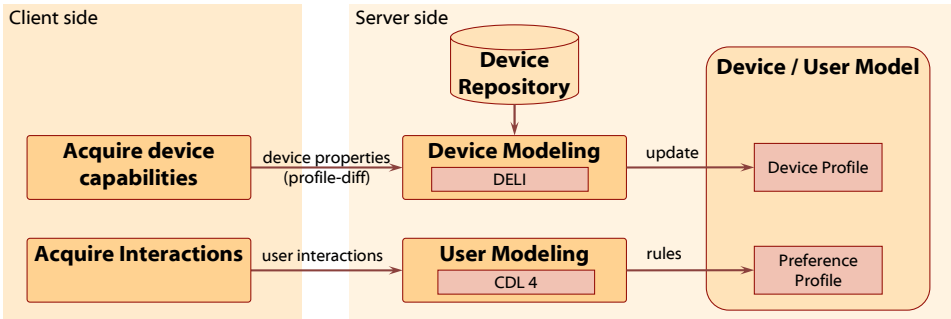 Client side
Server side
Device
Repository
Device / User Model
Acquire device
capabilities
device properties
(profile-diff)
Device Modeling
DELI
update
Device Profile
Acquire Interactions
user interactions
User Modeling
CDL 4
rules
Preference
Profile